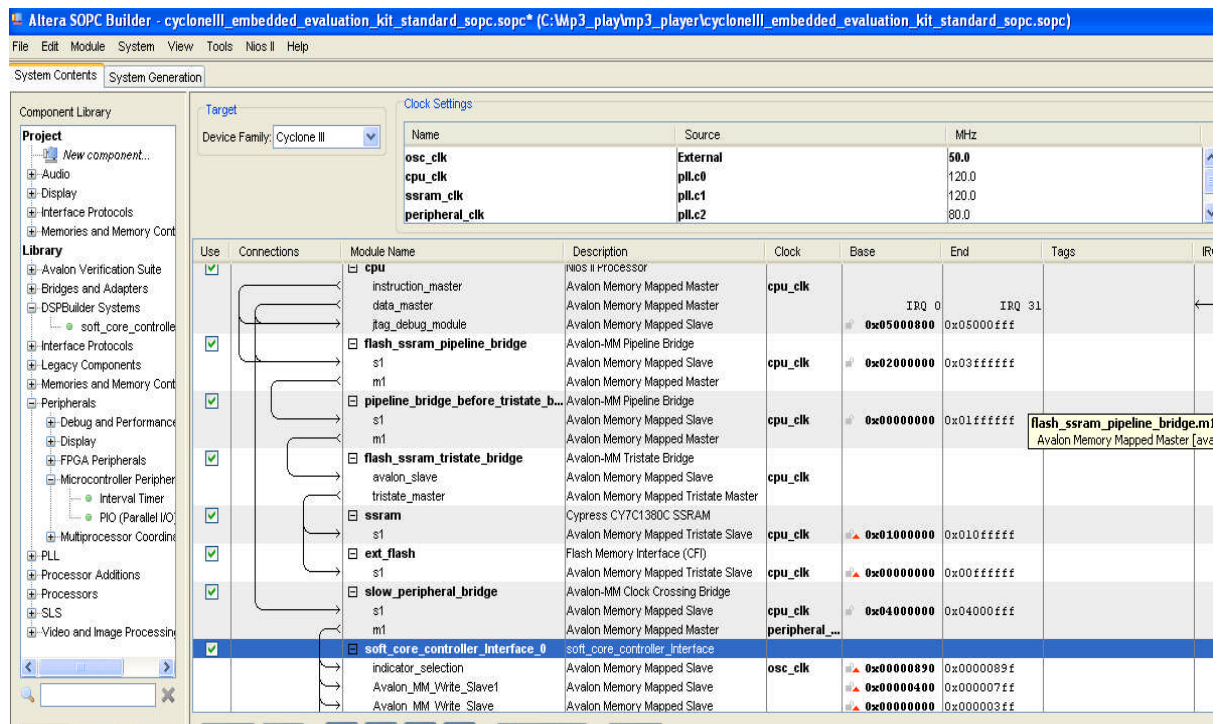 Altera SOPC Builder - cycloneIII_embedded_evaluation_kit_standard_sopc.sopc* (C:\Mp3_play\mp3_player\cycloneIII_embedded_evaluation_kit_standard_sopc.sopc)
File Edit Module System View Tools Nios II Help
System Contents System Generation
Component Library
Project
New component...
Audio
Display
Interface Protocols
Memories and Memory Cont
Library
Avalon Verification Suite
Bridges and Adapters
DSPBuilder Systems
soft_core_controlle
Interface Protocols
Legacy Components
Memories and Memory Cont
Peripherals
Debug and Performance
Display
FPGA Peripherals
Microcontroller Peripher
Interval Timer
PIO (Parallel I/O)
Multiprocessor Coordina
PLL
Processor Additions
Processors
SLS
Video and Image Processing
Target
Device Family: Cyclone III
Clock Settings
Name Source MHz
osc_clk External 50.0
cpu_clk pll.c0 120.0
ssram_clk pll.c1 120.0
peripheral_clk pll.c2 80.0
Use Connections Module Name Description Clock Base End Tags IR
cpu Nios II Processor
instruction_master Avalon Memory Mapped Master cpu_clk
data_master Avalon Memory Mapped Master IRQ 0 IRQ 31
jtag_debug_module Avalon Memory Mapped Slave 0x05000800 0x05000fff
flash_ssram_pipeline_bridge Avalon-MM Pipeline Bridge
s1 Avalon Memory Mapped Slave cpu_clk 0x02000000 0x03ffffff
m1 Avalon Memory Mapped Master
pipeline_bridge_before_tristate_b... Avalon-MM Pipeline Bridge
s1 Avalon Memory Mapped Slave cpu_clk 0x00000000 0x01ffffff
m1 Avalon Memory Mapped Master
flash_ssram_pipeline_bridge.m1
Avalon Memory Mapped Master [ava
flash_ssram_tristate_bridge Avalon-MM Tristate Bridge
avalon_slave Avalon Memory Mapped Slave cpu_clk
tristate_master Avalon Memory Mapped Tristate Master
ssram Cypress CY7C1380C SSRAM
s1 Avalon Memory Mapped Tristate Slave cpu_clk 0x01000000 0x010fffff
ext_flash Flash Memory Interface (CFI)
s1 Avalon Memory Mapped Tristate Slave cpu_clk 0x00000000 0x00ffffff
slow_peripheral_bridge Avalon-MM Clock Crossing Bridge
s1 Avalon Memory Mapped Slave cpu_clk 0x04000000 0x04000fff
m1 Avalon Memory Mapped Master peripheral_...
soft_core_controller_Interface_0 soft_core_controller_Interface
indicator_selection Avalon Memory Mapped Slave osc_clk 0x00000890 0x0000089f
Avalon_MM_Write_Slave1 Avalon Memory Mapped Slave 0x00000400 0x000007ff
Avalon_MM_Write_Slave Avalon Memory Mapped Slave 0x00000000 0x000003ff